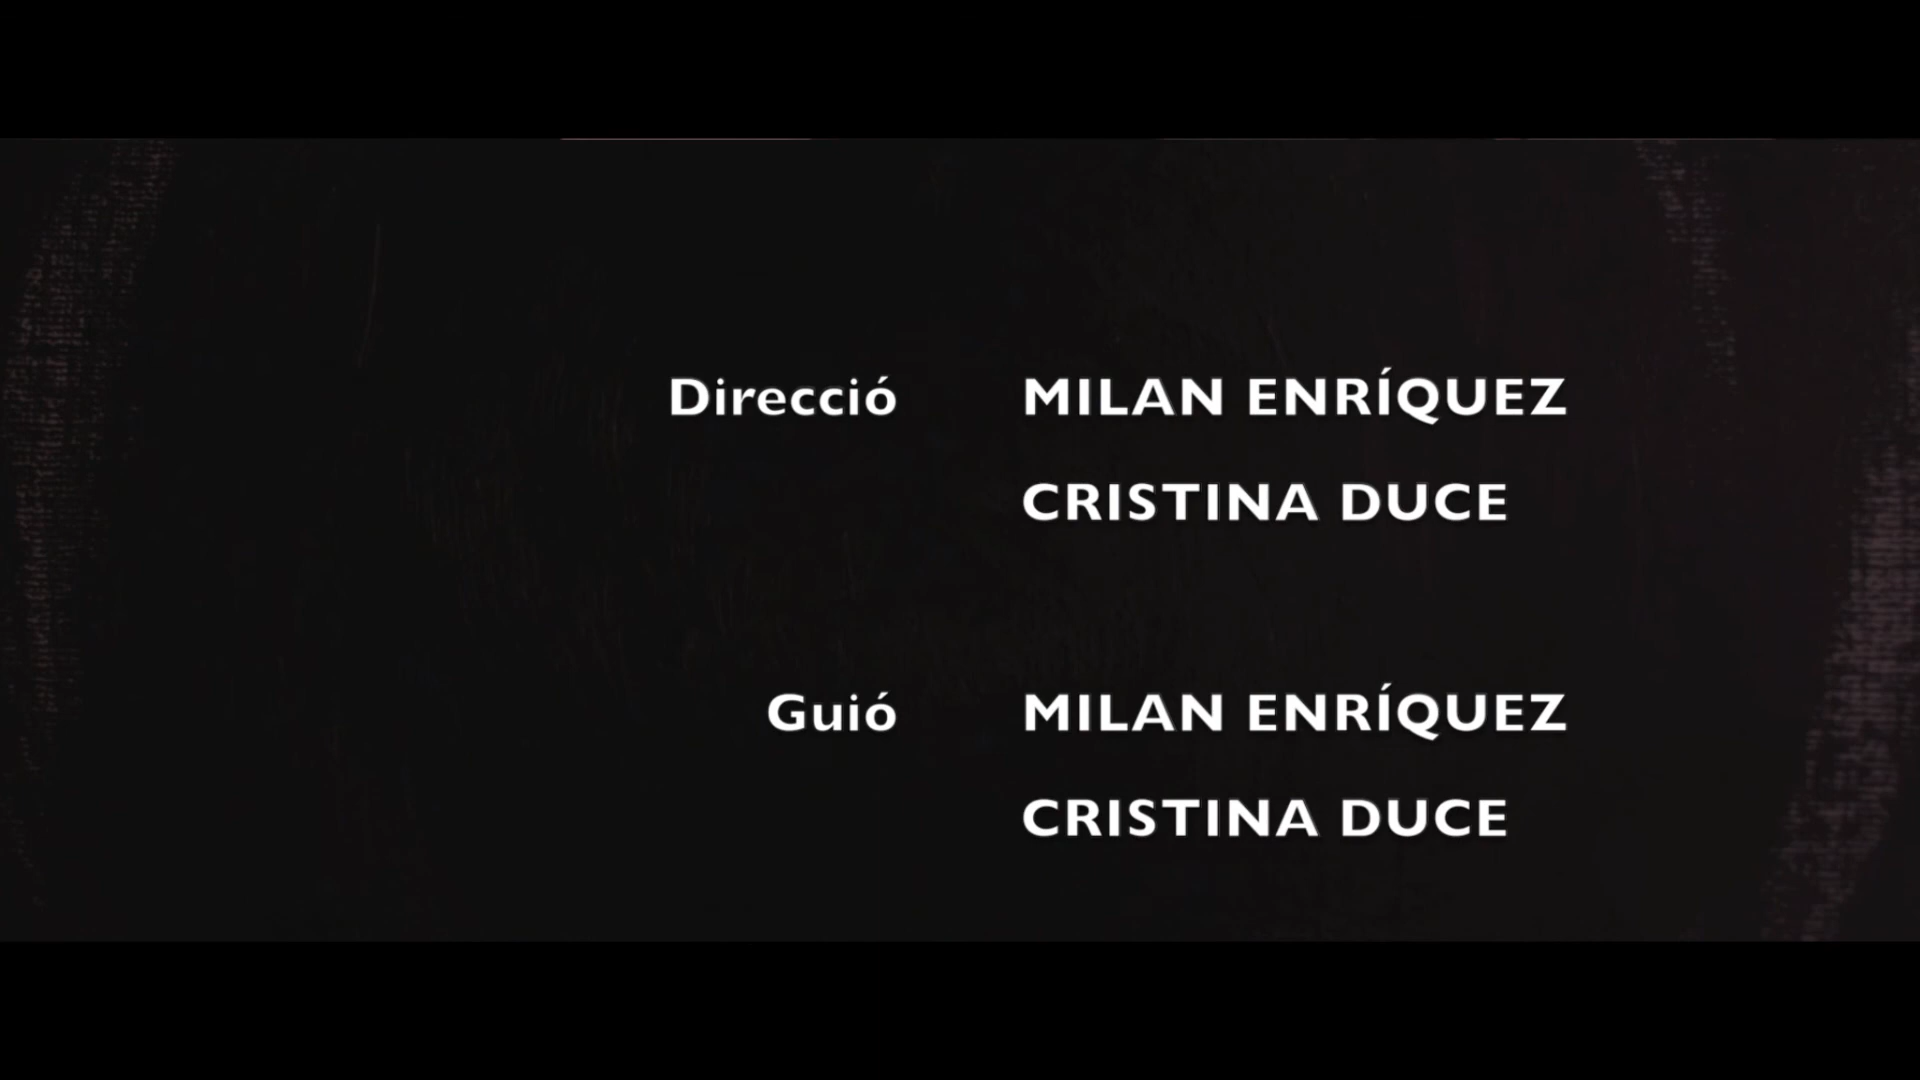 Direcció MILAN ENRÍQUEZ
CRISTINA DUCE
Guió MILAN ENRÍQUEZ
CRISTINA DUCE